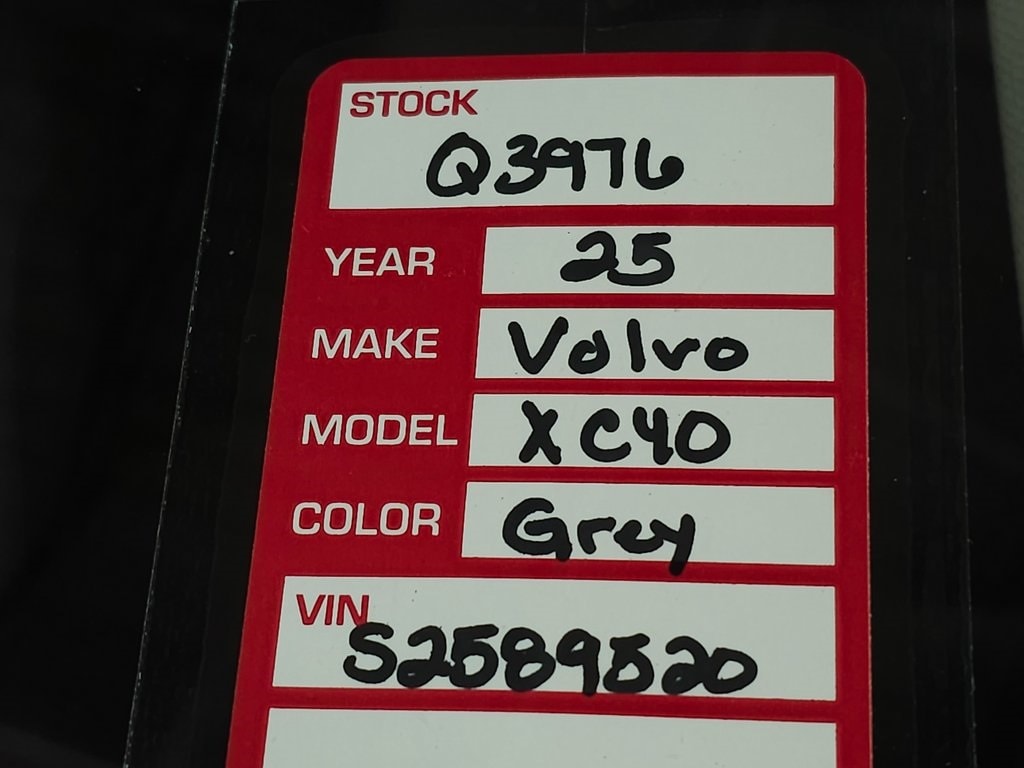 STOCK
Q3976
YEAR 25
MAKE Volvo
MODEL XC40
COLOR Grey
VIN
S2589520